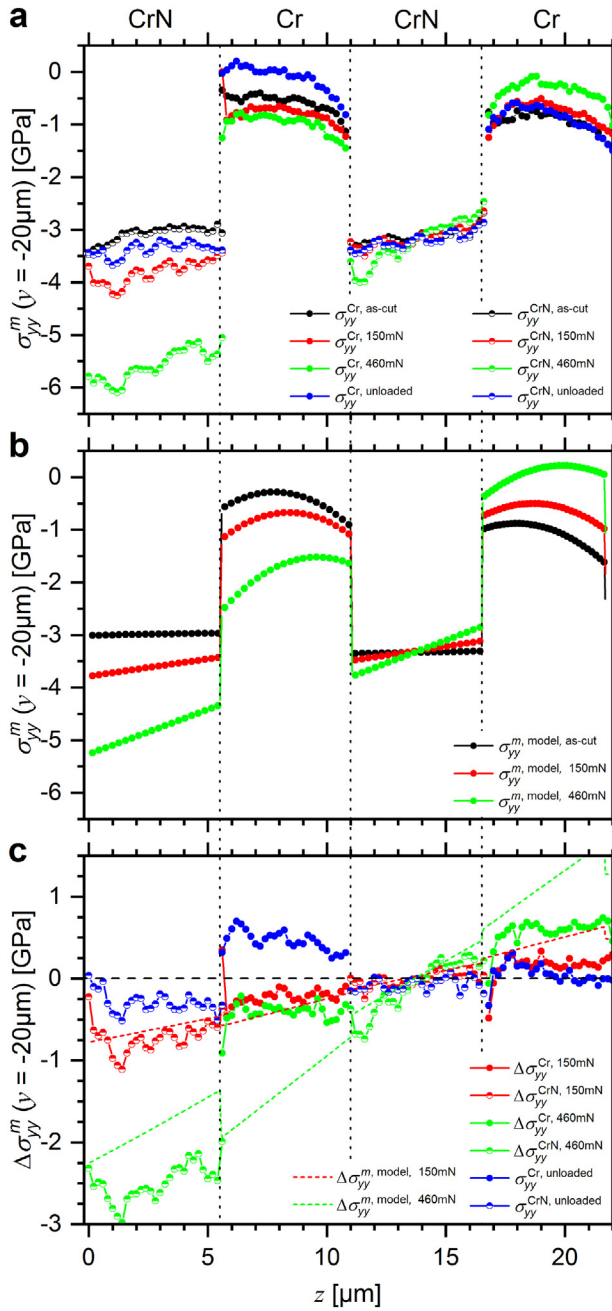 a
CrN Cr CrN Cr
0
-1
-2
-3
-4
-5
-6
σ_yy^m (y = -20μm) [GPa]
σ_yy^Cr, as-cut σ_yy^CrN, as-cut
σ_yy^Cr, 150mN σ_yy^CrN, 150mN
σ_yy^Cr, 460mN σ_yy^CrN, 460mN
σ_yy^Cr, unloaded σ_yy^CrN, unloaded
b
0
-1
-2
-3
-4
-5
-6
σ_yy^m (y = -20μm) [GPa]
σ_yy^m, model, as-cut
σ_yy^m, model, 150mN
σ_yy^m, model, 460mN
c
1
0
-1
-2
-3
Δσ_yy^m (y = -20μm) [GPa]
Δσ_yy^Cr, 150mN
Δσ_yy^CrN, 150mN
Δσ_yy^Cr, 460mN
Δσ_yy^CrN, 460mN
Δσ_yy^m, model, 150mN σ_yy^Cr, unloaded
Δσ_yy^m, model, 460mN σ_yy^CrN, unloaded
0 5 10 15 20
z [μm]